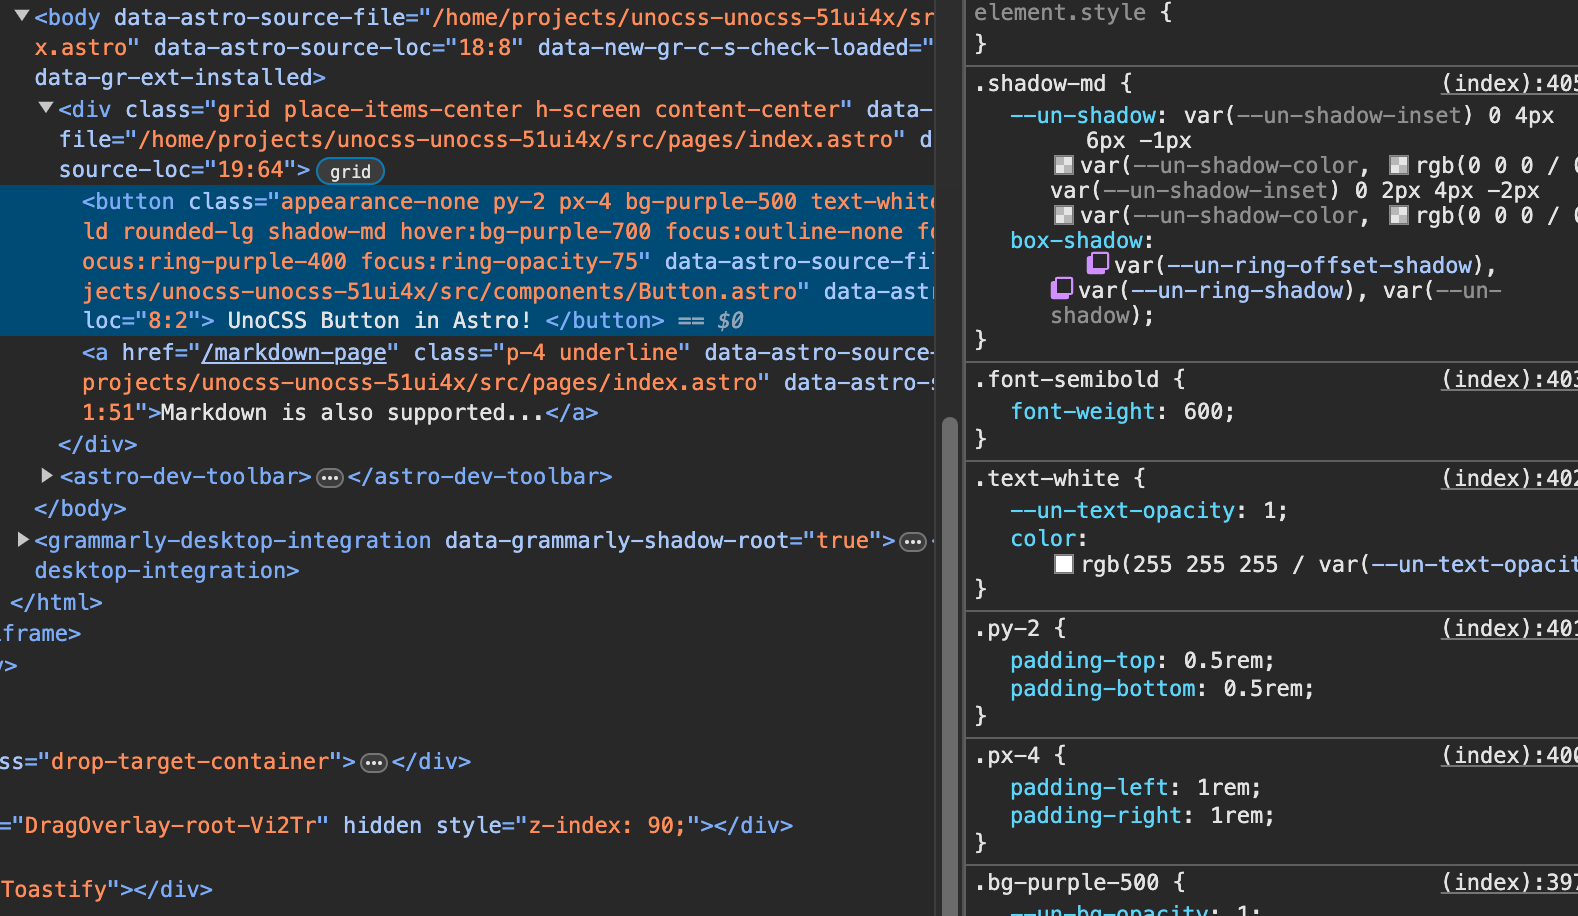 <body data-astro-source-file="/home/projects/unocss-unocss-51ui4x/sr
x.astro" data-astro-source-loc="18:8" data-new-gr-c-s-check-loaded="
data-gr-ext-installed>
<div class="grid place-items-center h-screen content-center" data-
file="/home/projects/unocss-unocss-51ui4x/src/pages/index.astro" d
source-loc="19:64"> grid
<button class="appearance-none py-2 px-4 bg-purple-500 text-white
ld rounded-lg shadow-md hover:bg-purple-700 focus:outline-none fo
ocus:ring-purple-400 focus:ring-opacity-75" data-astro-source-fil
jects/unocss-unocss-51ui4x/src/components/Button.astro" data-astr
loc="8:2"> UnoCSS Button in Astro! </button> == $0
<a href="/markdown-page" class="p-4 underline" data-astro-source-
projects/unocss-unocss-51ui4x/src/pages/index.astro" data-astro-s
1:51">Markdown is also supported...</a>
</div>
<astro-dev-toolbar>…</astro-dev-toolbar>
</body>
<grammarly-desktop-integration data-grammarly-shadow-root="true">…<
desktop-integration>
</html>
frame>
>
ss="drop-target-container">…</div>
="DragOverlay-root-Vi2Tr" hidden style="z-index: 90;"></div>
Toastify"></div>
element.style {
}
.shadow-md { (index):405
--un-shadow: var(--un-shadow-inset) 0 4px
6px -1px
var(--un-shadow-color, rgb(0 0 0 / 0
var(--un-shadow-inset) 0 2px 4px -2px
var(--un-shadow-color, rgb(0 0 0 / 0
box-shadow:
var(--un-ring-offset-shadow),
var(--un-ring-shadow), var(--un-
shadow);
}
.font-semibold { (index):403
font-weight: 600;
}
.text-white { (index):402
--un-text-opacity: 1;
color:
rgb(255 255 255 / var(--un-text-opacit
}
.py-2 { (index):401
padding-top: 0.5rem;
padding-bottom: 0.5rem;
}
.px-4 { (index):400
padding-left: 1rem;
padding-right: 1rem;
}
.bg-purple-500 { (index):397
--un-bg-opacity: 1;